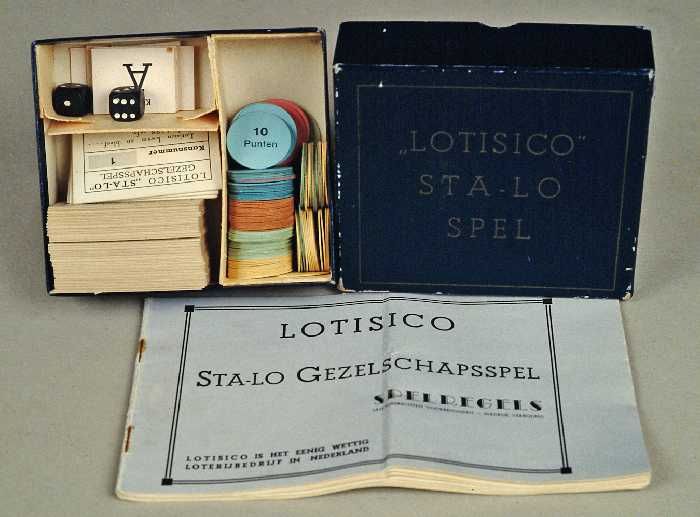 A
10
Punten
1
Kansnummer
GEZELSCHAPSSPEL
LOTISICO „STA-LO"
„LOTISICO"
STA-LO
SPEL
LOTISICO
STA-LO GEZELSCHAPSSPEL
SPELREGELS
LOTISICO IS HET EENIG WETTIG
LOTERIJBEDRIJF IN NEDERLAND